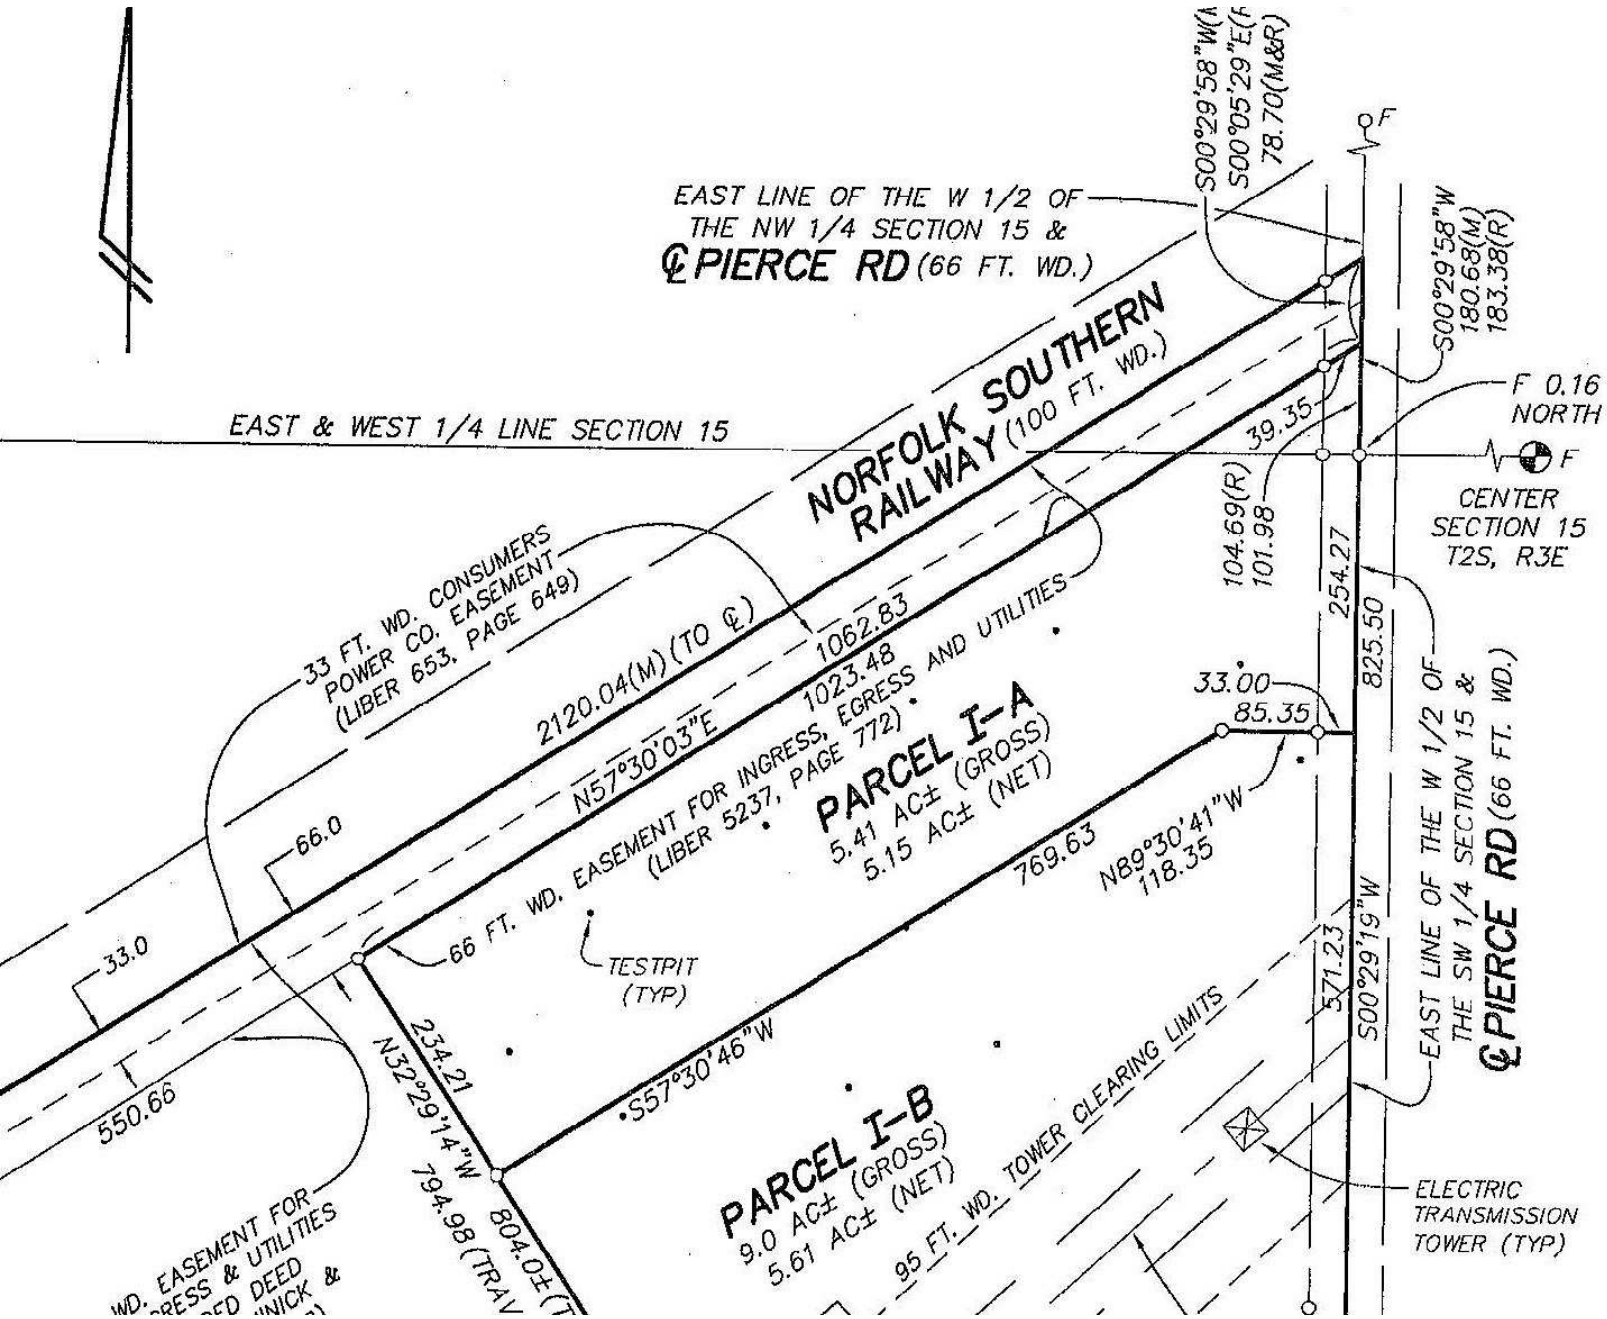 S00°29'58"W
S00°05'29"E
78.70(M&R)
F
EAST LINE OF THE W 1/2 OF
THE NW 1/4 SECTION 15 &
℄ PIERCE RD (66 FT. WD.)
S00°29'58"W
180.68(M)
183.38(R)
NORFOLK SOUTHERN
RAILWAY (100 FT. WD.)
F 0.16
NORTH
EAST & WEST 1/4 LINE SECTION 15
39.35
104.69(R)
101.98
F
CENTER
SECTION 15
T2S, R3E
33 FT. WD. CONSUMERS
POWER CO. EASEMENT
(LIBER 653, PAGE 649)
254.27
825.50
2120.04(M)(TO ℄)
1062.83
1023.48
N57°30'03"E
66 FT. WD. EASEMENT FOR INGRESS, EGRESS AND UTILITIES
(LIBER 5237, PAGE 772)
PARCEL I-A
5.41 AC± (GROSS)
5.15 AC± (NET)
33.00
85.35
N89°30'41"W
118.35
769.63
66.0
33.0
TESTPIT
(TYP)
EAST LINE OF THE W 1/2 OF
THE SW 1/4 SECTION 15 &
℄ PIERCE RD (66 FT. WD.)
571.23
S00°29'19"W
234.21
N32°29'14"W
S57°30'46"W
550.66
794.98 (TRAV
804.0±
PARCEL I-B
9.0 AC± (GROSS)
5.61 AC± (NET)
95 FT. WD. TOWER CLEARING LIMITS
ELECTRIC
TRANSMISSION
TOWER (TYP)
WD. EASEMENT FOR
& UTILITIES
DEED
&